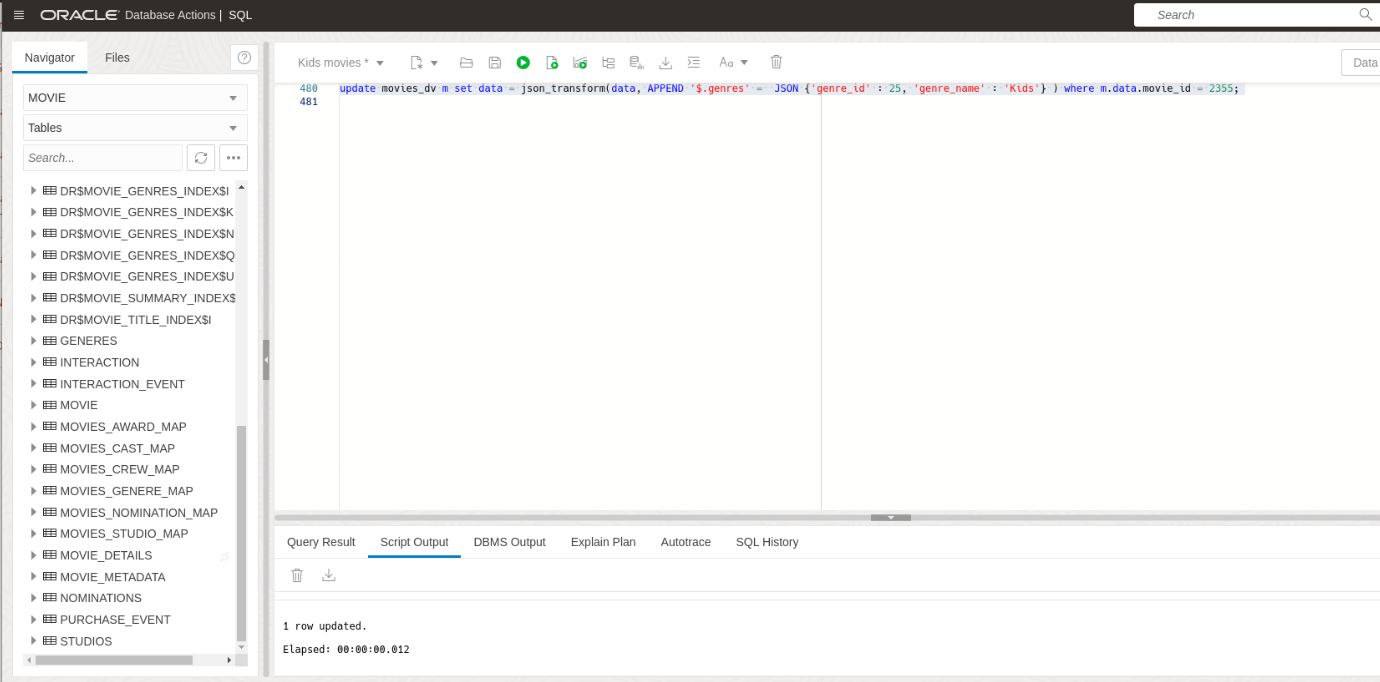 ORACLE Database Actions | SQL
Search
Navigator Files
Kids movies *
Aa
Data
MOVIE
Tables
Search...
480 update movies_dv m set data = json_transform(data, APPEND '$.genres' = JSON {'genre_id' : 25, 'genre_name' : 'Kids'} ) where m.data.movie_id = 2355;
481
DR$MOVIE_GENRES_INDEX$I
DR$MOVIE_GENRES_INDEX$K
DR$MOVIE_GENRES_INDEX$N
DR$MOVIE_GENRES_INDEX$Q
DR$MOVIE_GENRES_INDEX$U
DR$MOVIE_SUMMARY_INDEX$
DR$MOVIE_TITLE_INDEX$I
GENERES
INTERACTION
INTERACTION_EVENT
MOVIE
MOVIES_AWARD_MAP
MOVIES_CAST_MAP
MOVIES_CREW_MAP
MOVIES_GENERE_MAP
MOVIES_NOMINATION_MAP
MOVIES_STUDIO_MAP
MOVIE_DETAILS
MOVIE_METADATA
NOMINATIONS
PURCHASE_EVENT
STUDIOS
Query Result Script Output DBMS Output Explain Plan Autotrace SQL History
1 row updated.
Elapsed: 00:00:00.012